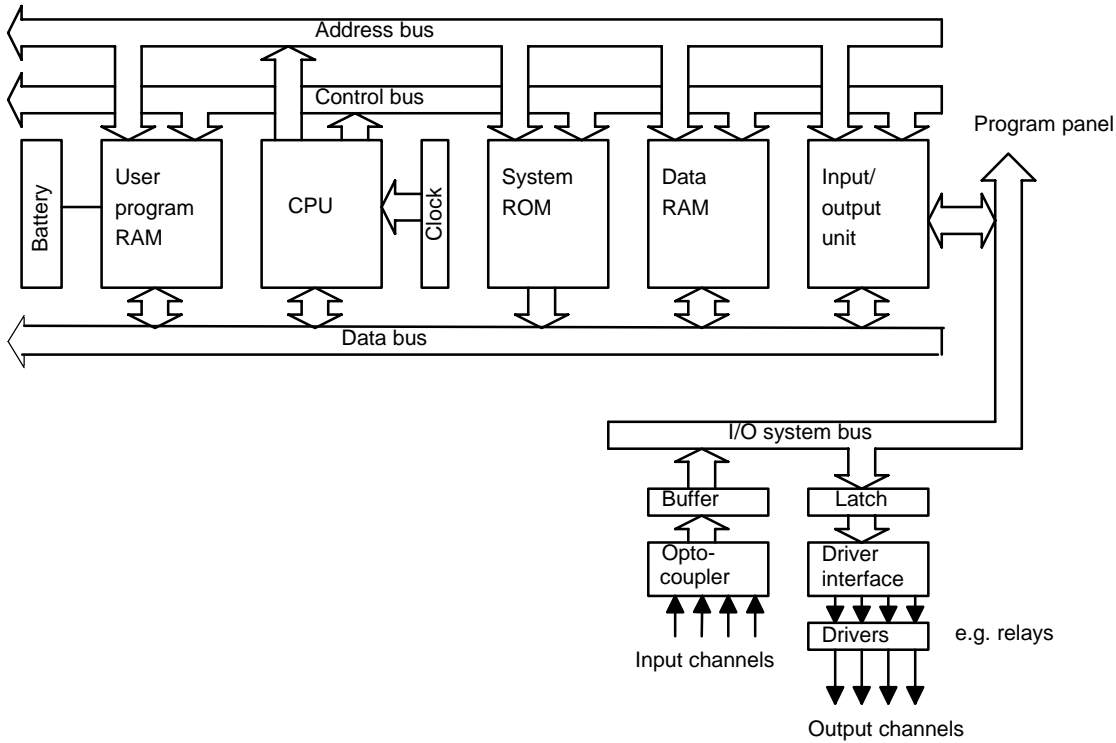 Address bus
Control bus
Program panel
Battery
User
program
RAM
CPU
Clock
System
ROM
Data
RAM
Input/
output
unit
Data bus
I/O system bus
Buffer
Latch
Opto-
coupler
Driver
interface
Drivers
e.g. relays
Input channels
Output channels